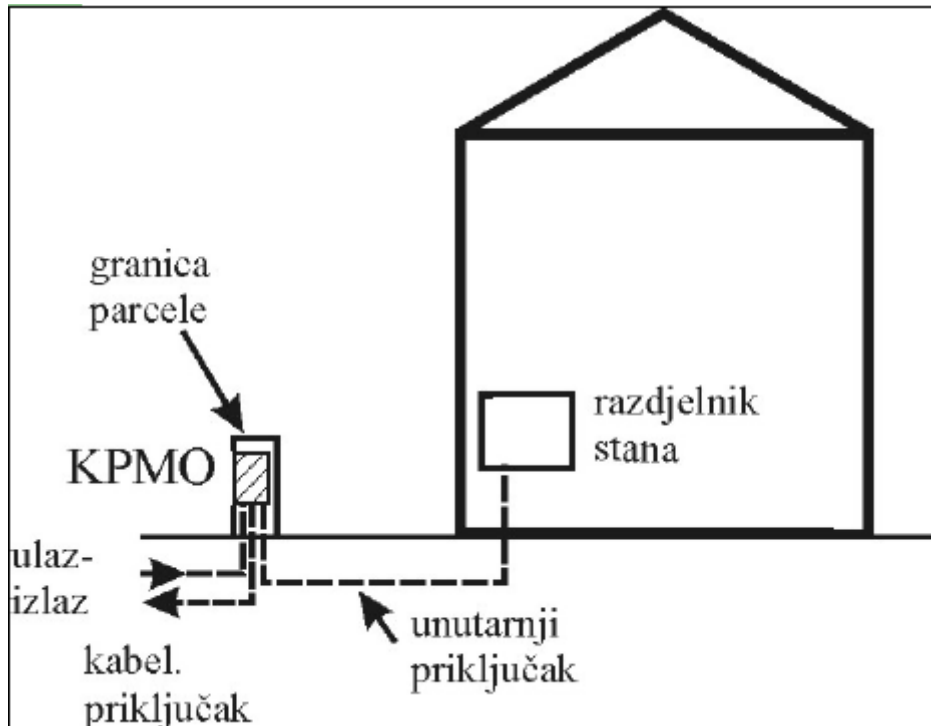 granica
parcele
KPMO
razdjelnik
stana
ulaz-
izlaz
unutarnji
priključak
kabel.
priključak